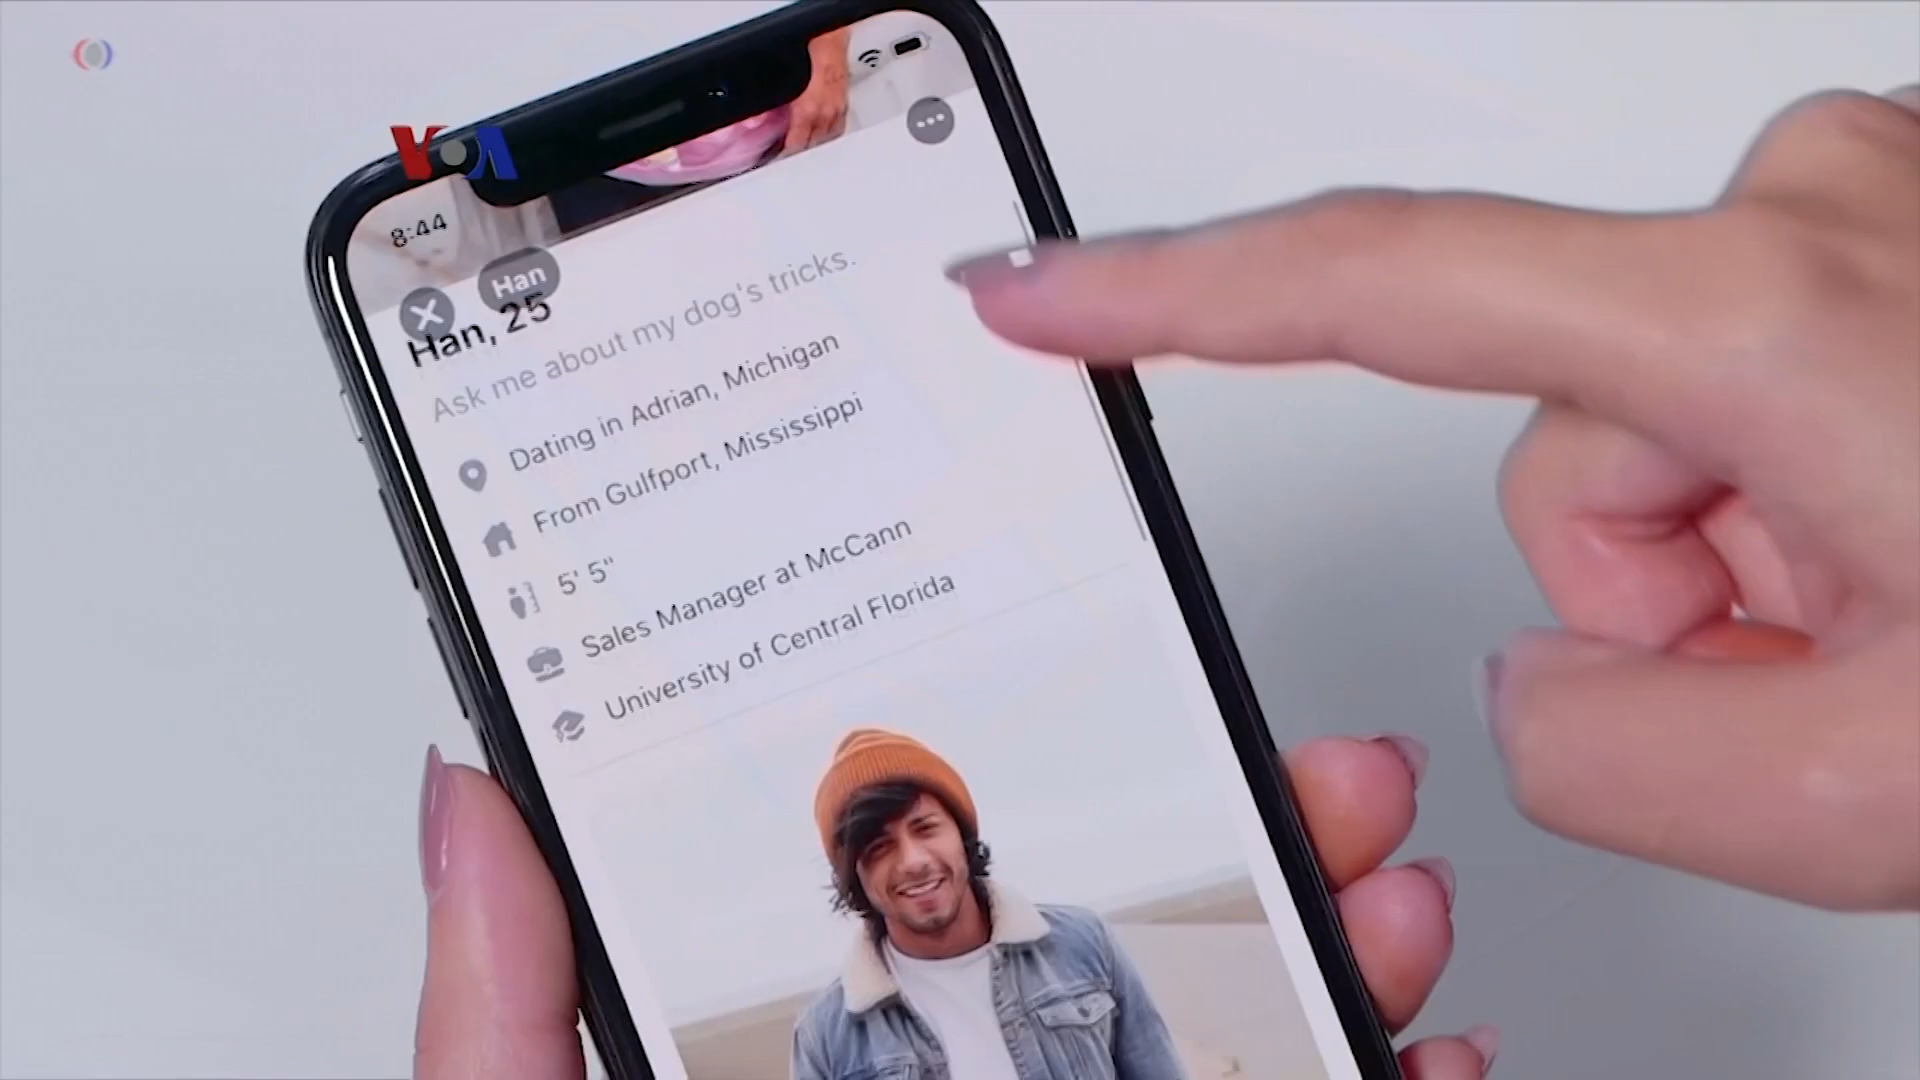 VOA
8:44
Han
Han, 25
Ask me about my dog's tricks.
Dating in Adrian, Michigan
From Gulfport, Mississippi
5' 5"
Sales Manager at McCann
University of Central Florida